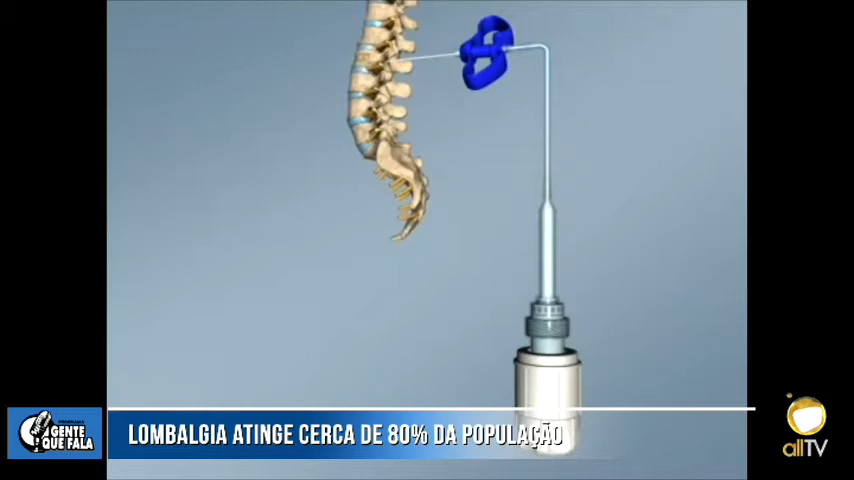 GENTE
QUE FALA
LOMBALGIA ATINGE CERCA DE 80% DA POPULAÇÃO
allTV